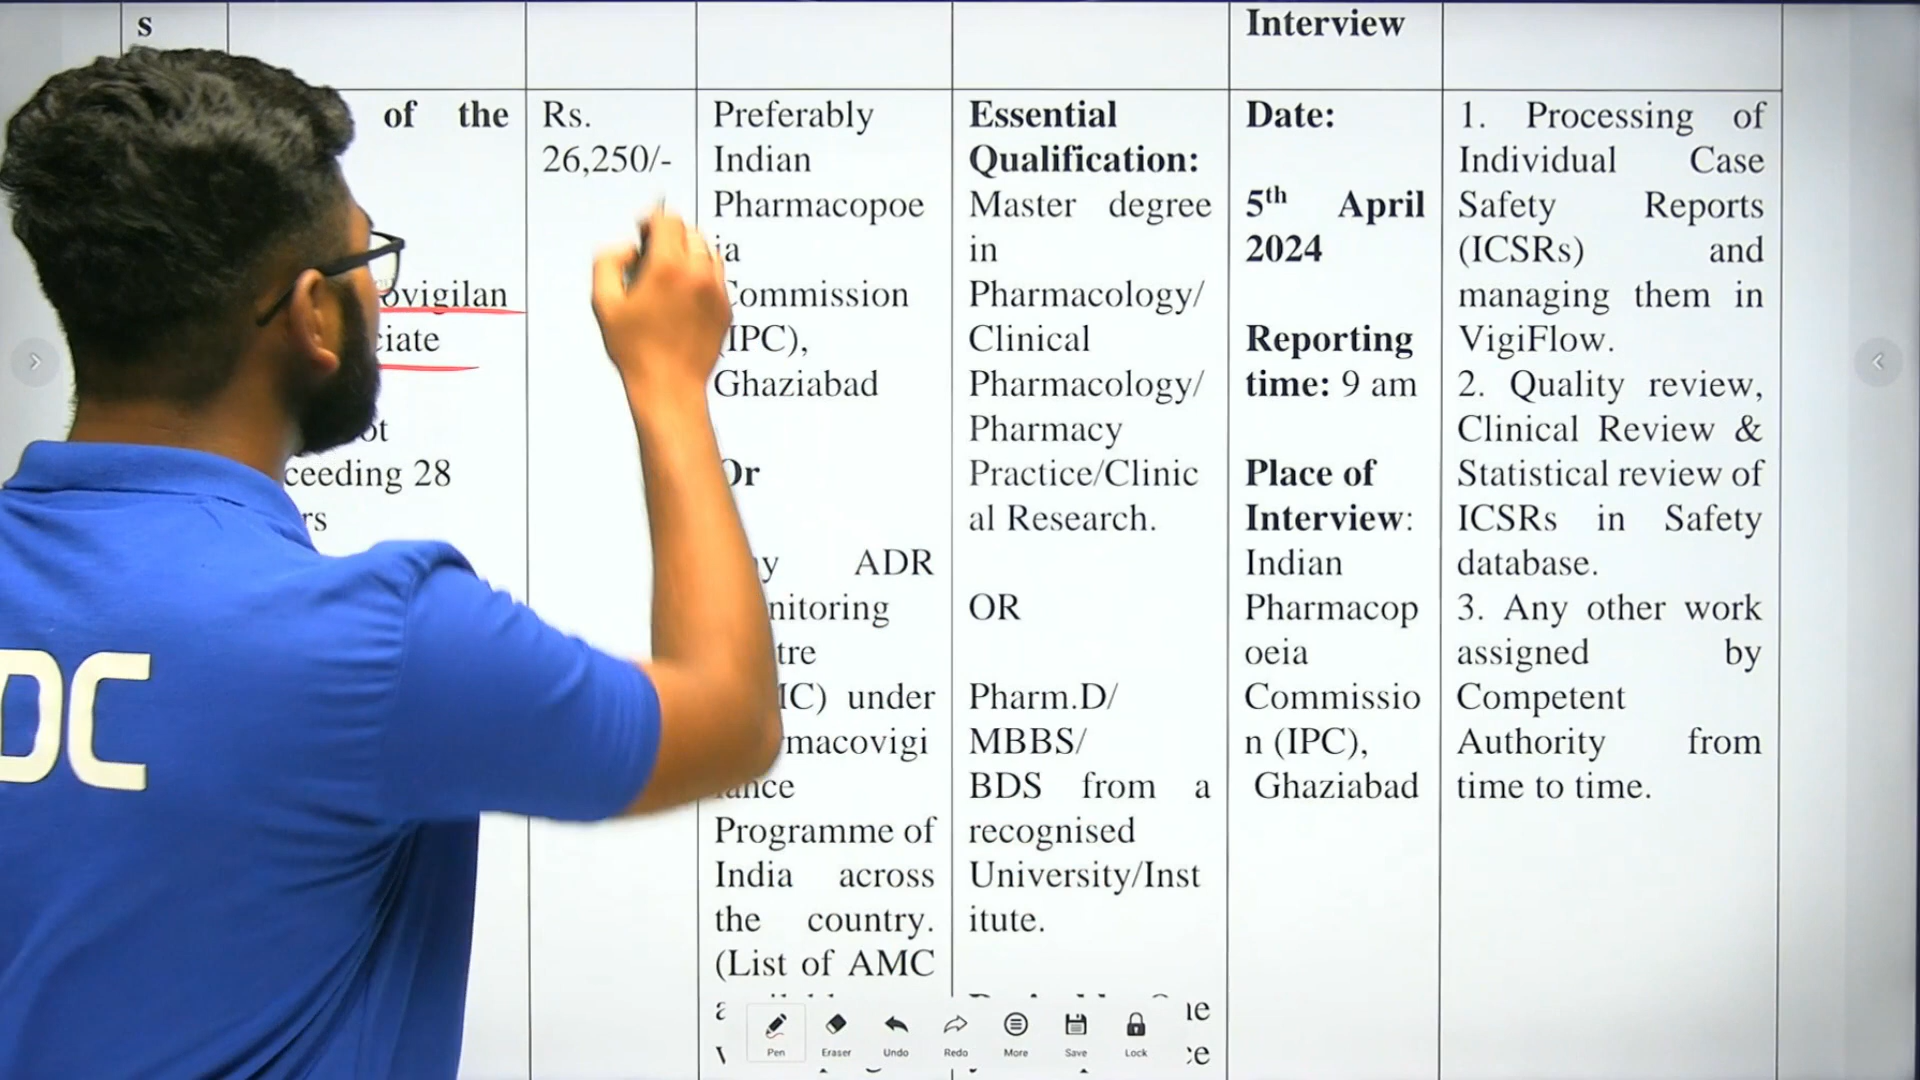 s
Interview
of the
ovigilan
ciate
ot
ceeding 28
rs
Rs.
26,250/-
Preferably
Indian
Pharmacopoe
ia
Commission
(IPC),
Ghaziabad
Or
y ADR
nitoring
tre
IC) under
macovigi
lance
Programme of
India across
the country.
(List of AMC
Essential
Qualification:
Master degree
in
Pharmacology/
Clinical
Pharmacology/
Pharmacy
Practice/Clinic
al Research.
OR
Pharm.D/
MBBS/
BDS from a
recognised
University/Inst
itute.
Date:
5th April
2024
Reporting
time: 9 am
Place of
Interview:
Indian
Pharmacop
oeia
Commissio
n (IPC),
Ghaziabad
1. Processing of
Individual Case
Safety Reports
(ICSRs) and
managing them in
VigiFlow.
2. Quality review,
Clinical Review &
Statistical review of
ICSRs in Safety
database.
3. Any other work
assigned by
Competent
Authority from
time to time.
DC
Pen Eraser Undo Redo More Save Lock